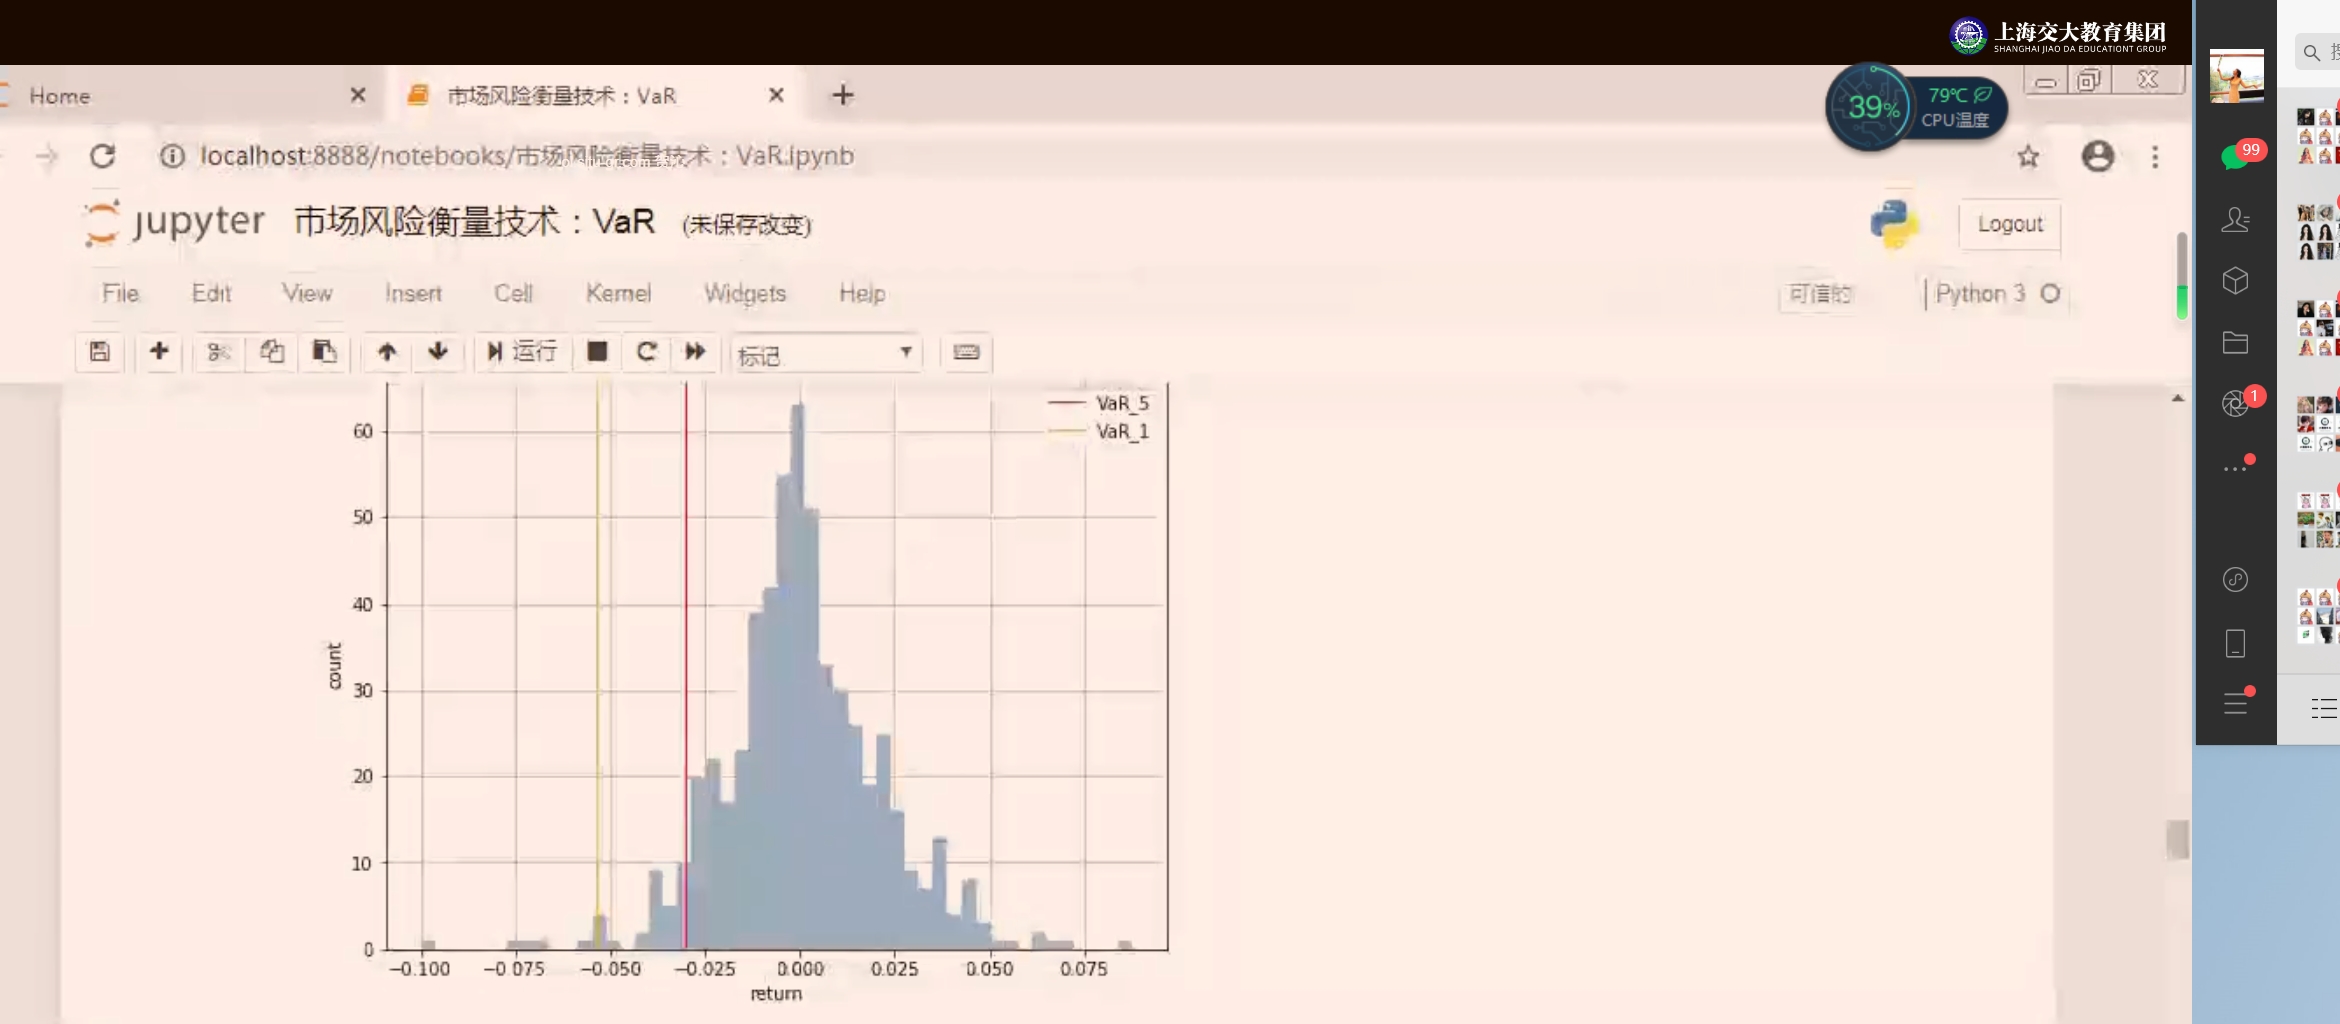 上海交大教育集团
SHANGHAI JIAO DA EDUCATIONT GROUP
Home
市场风险衡量技术：VaR
39%
79℃
CPU温度
localhost:8888/notebooks/市场风险衡量技术：VaR.ipynb
99
jupyter 市场风险衡量技术：VaR (未保存改变)
Logout
File Edit View Insert Cell Kernel Widgets Help
可信的
Python 3
运行
标记
1
VaR_5
VaR_1
60
50
40
30
20
10
0
count
−0.100 −0.075 −0.050 −0.025 0.000 0.025 0.050 0.075
return